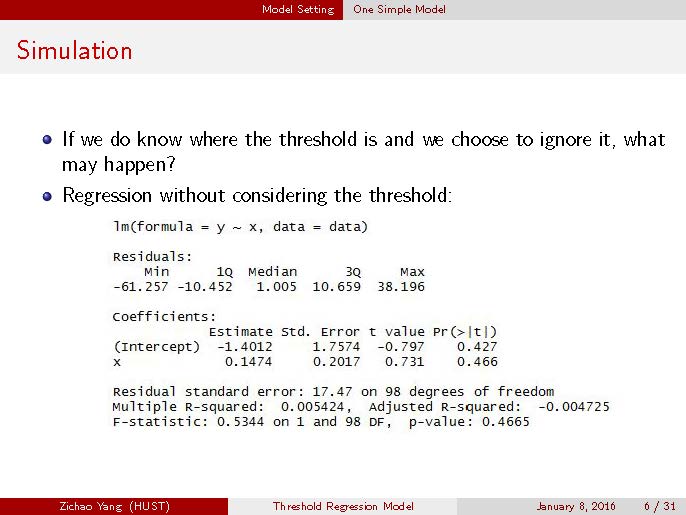 Model Setting One Simple Model
Simulation
If we do know where the threshold is and we choose to ignore it, what
may happen?
Regression without considering the threshold:
lm(formula = y ~ x, data = data)
Residuals:
Min 1Q Median 3Q Max
-61.257 -10.452 1.005 10.659 38.196
Coefficients:
Estimate Std. Error t value Pr(>|t|)
(Intercept) -1.4012 1.7574 -0.797 0.427
x 0.1474 0.2017 0.731 0.466
Residual standard error: 17.47 on 98 degrees of freedom
Multiple R-squared: 0.005424, Adjusted R-squared: -0.004725
F-statistic: 0.5344 on 1 and 98 DF, p-value: 0.4665
Zichao Yang (HUST) Threshold Regression Model January 8, 2016 6 / 31